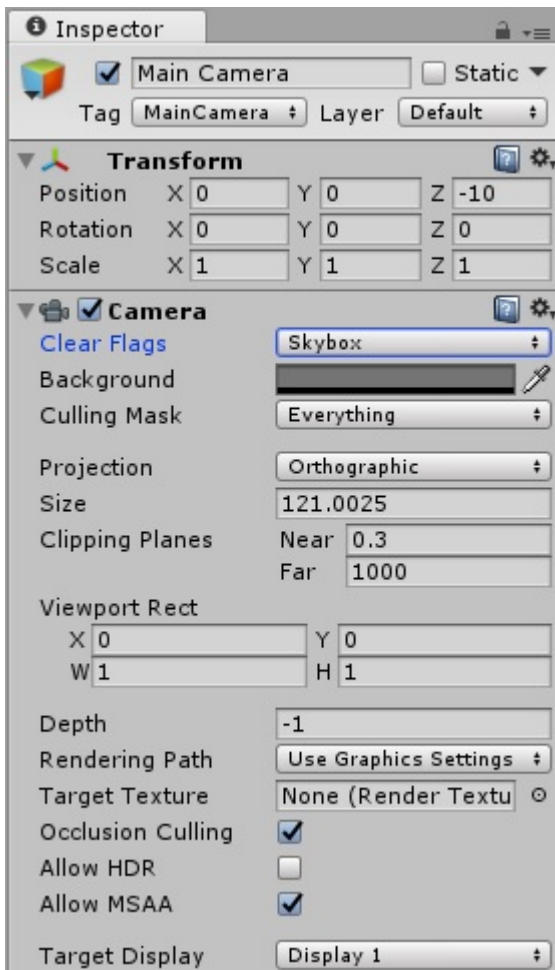 Inspector
Main Camera Static
Tag MainCamera Layer Default
Transform
Position X 0 Y 0 Z -10
Rotation X 0 Y 0 Z 0
Scale X 1 Y 1 Z 1
Camera
Clear Flags Skybox
Background
Culling Mask Everything
Projection Orthographic
Size 121.0025
Clipping Planes Near 0.3
Far 1000
Viewport Rect
X 0 Y 0
W 1 H 1
Depth -1
Rendering Path Use Graphics Settings
Target Texture None (Render Textu
Occlusion Culling
Allow HDR
Allow MSAA
Target Display Display 1